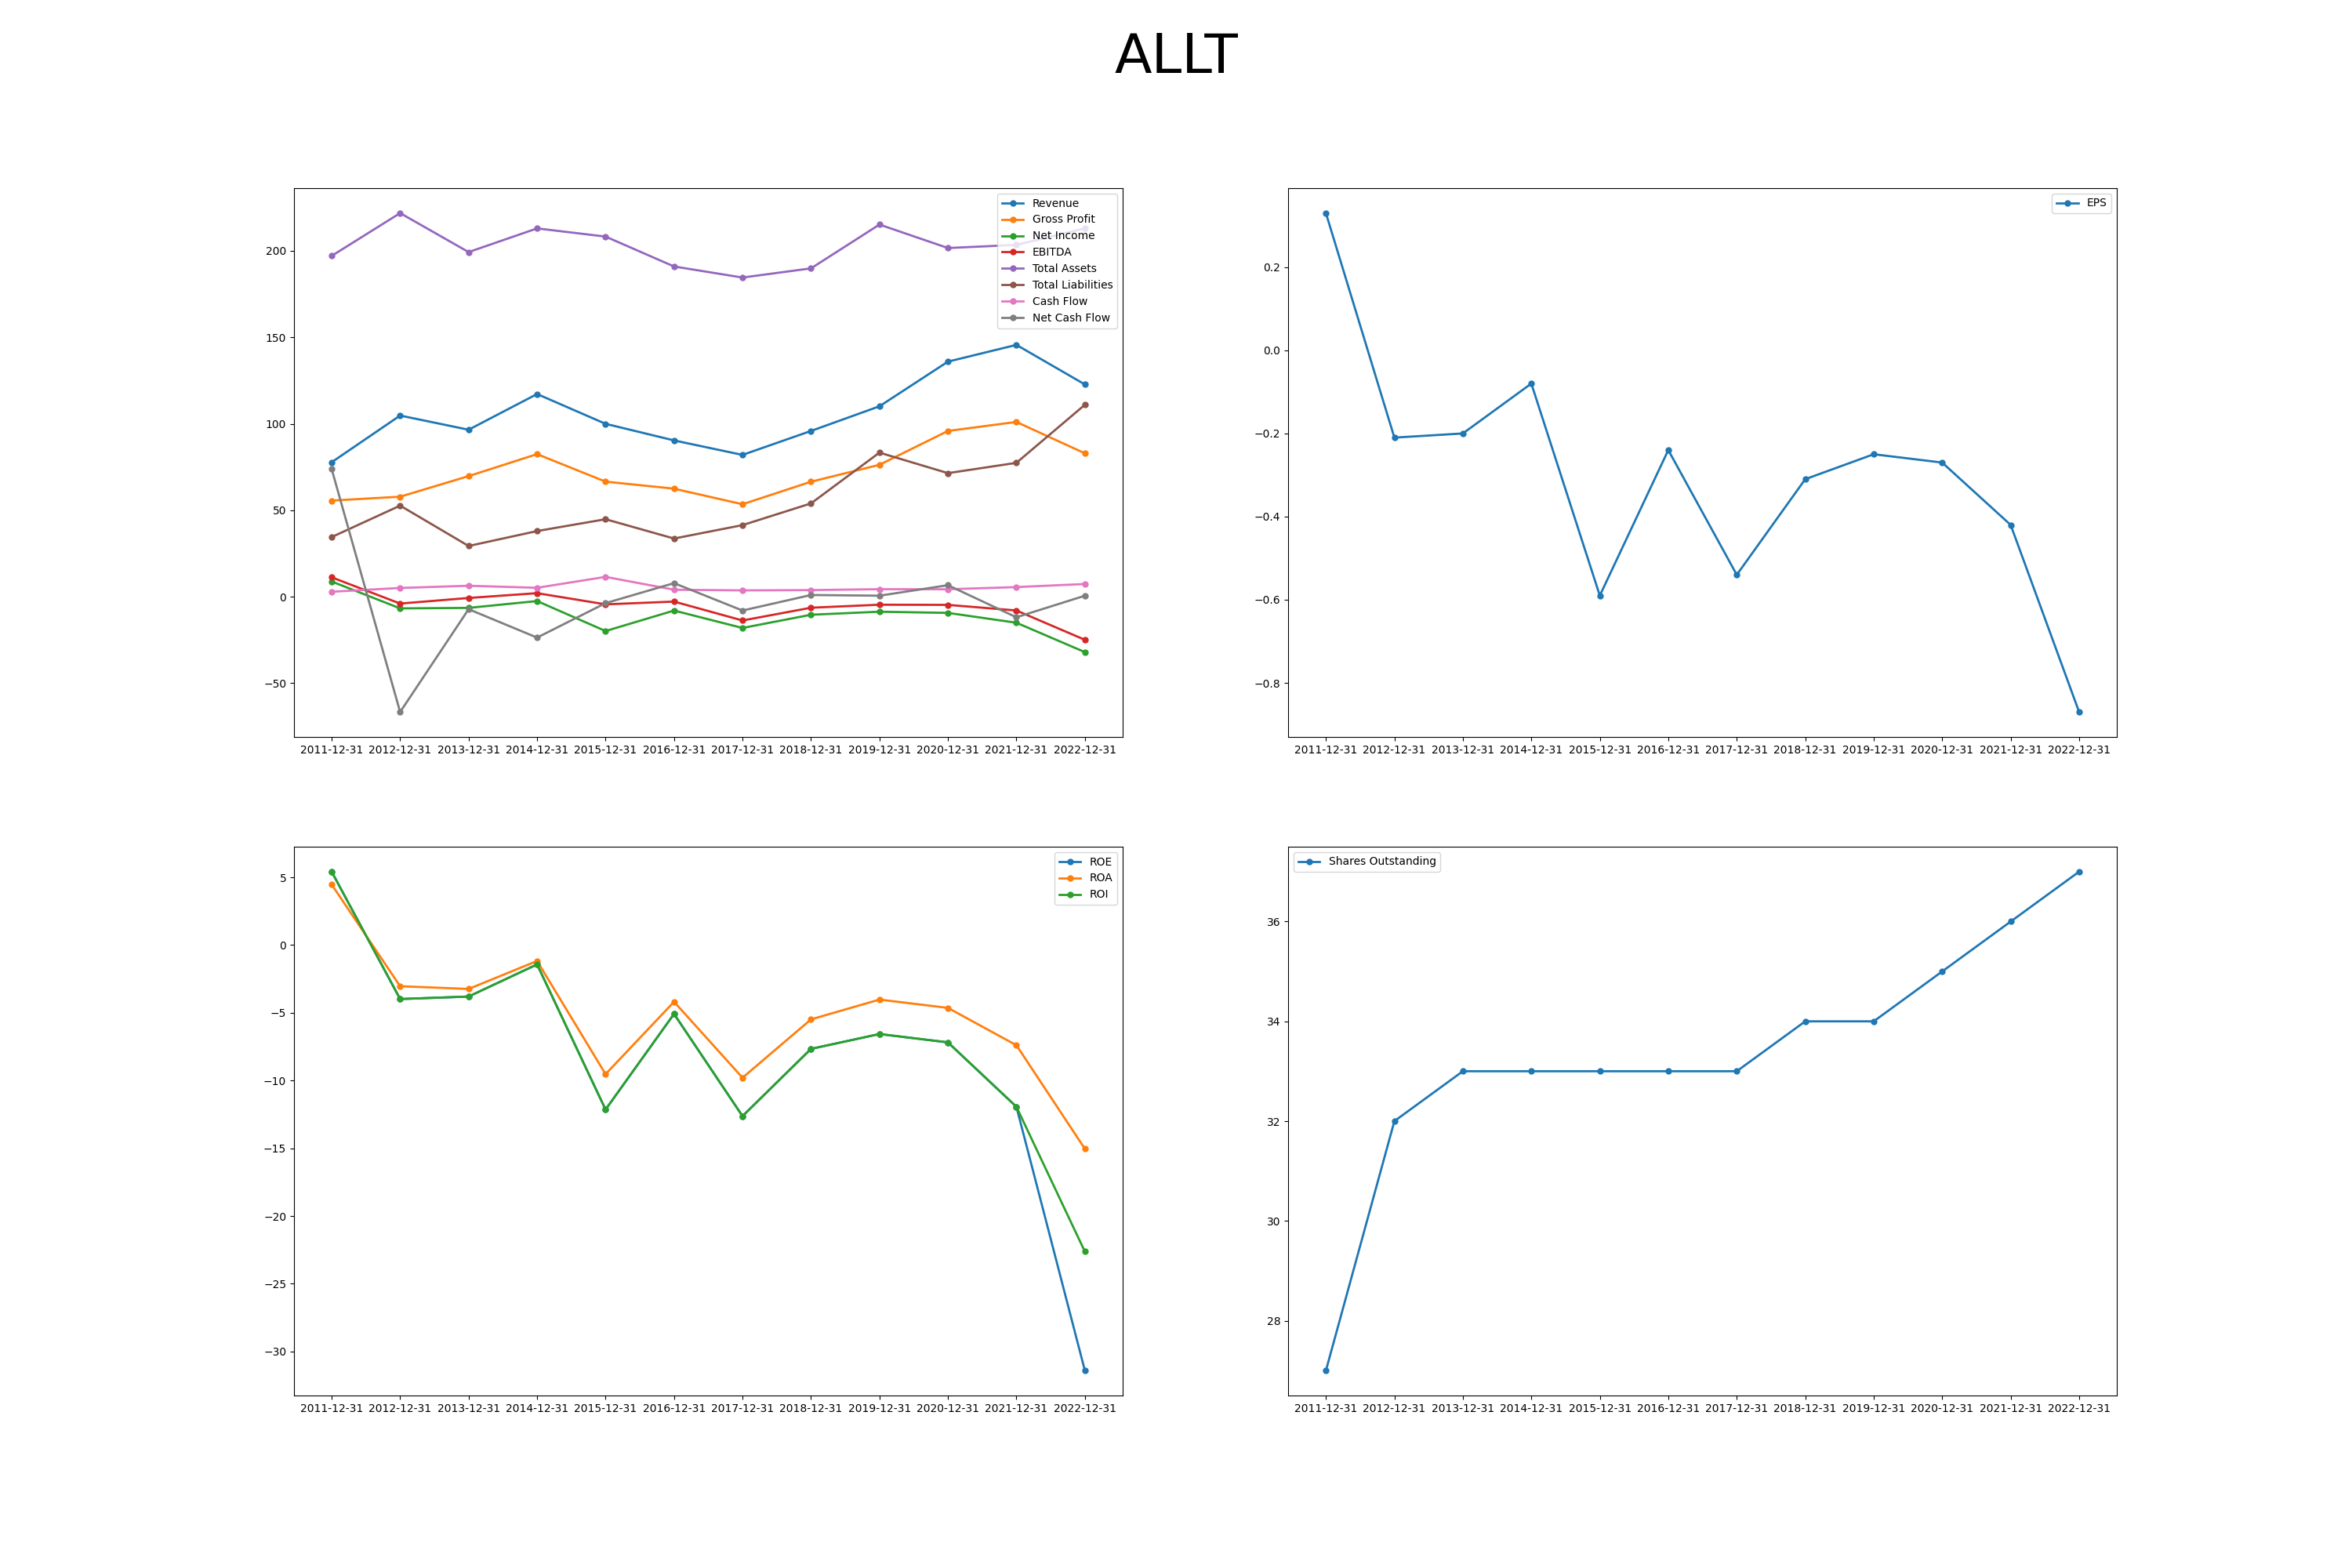 ALLT
Revenue
Gross Profit
Net Income
EBITDA
Total Assets
Total Liabilities
Cash Flow
Net Cash Flow
200
150
100
50
0
−50
2011-12-31 2012-12-31 2013-12-31 2014-12-31 2015-12-31 2016-12-31 2017-12-31 2018-12-31 2019-12-31 2020-12-31 2021-12-31 2022-12-31
EPS
0.2
0.0
−0.2
−0.4
−0.6
−0.8
2011-12-31 2012-12-31 2013-12-31 2014-12-31 2015-12-31 2016-12-31 2017-12-31 2018-12-31 2019-12-31 2020-12-31 2021-12-31 2022-12-31
ROE
ROA
ROI
5
0
−5
−10
−15
−20
−25
−30
2011-12-31 2012-12-31 2013-12-31 2014-12-31 2015-12-31 2016-12-31 2017-12-31 2018-12-31 2019-12-31 2020-12-31 2021-12-31 2022-12-31
Shares Outstanding
36
34
32
30
28
2011-12-31 2012-12-31 2013-12-31 2014-12-31 2015-12-31 2016-12-31 2017-12-31 2018-12-31 2019-12-31 2020-12-31 2021-12-31 2022-12-31